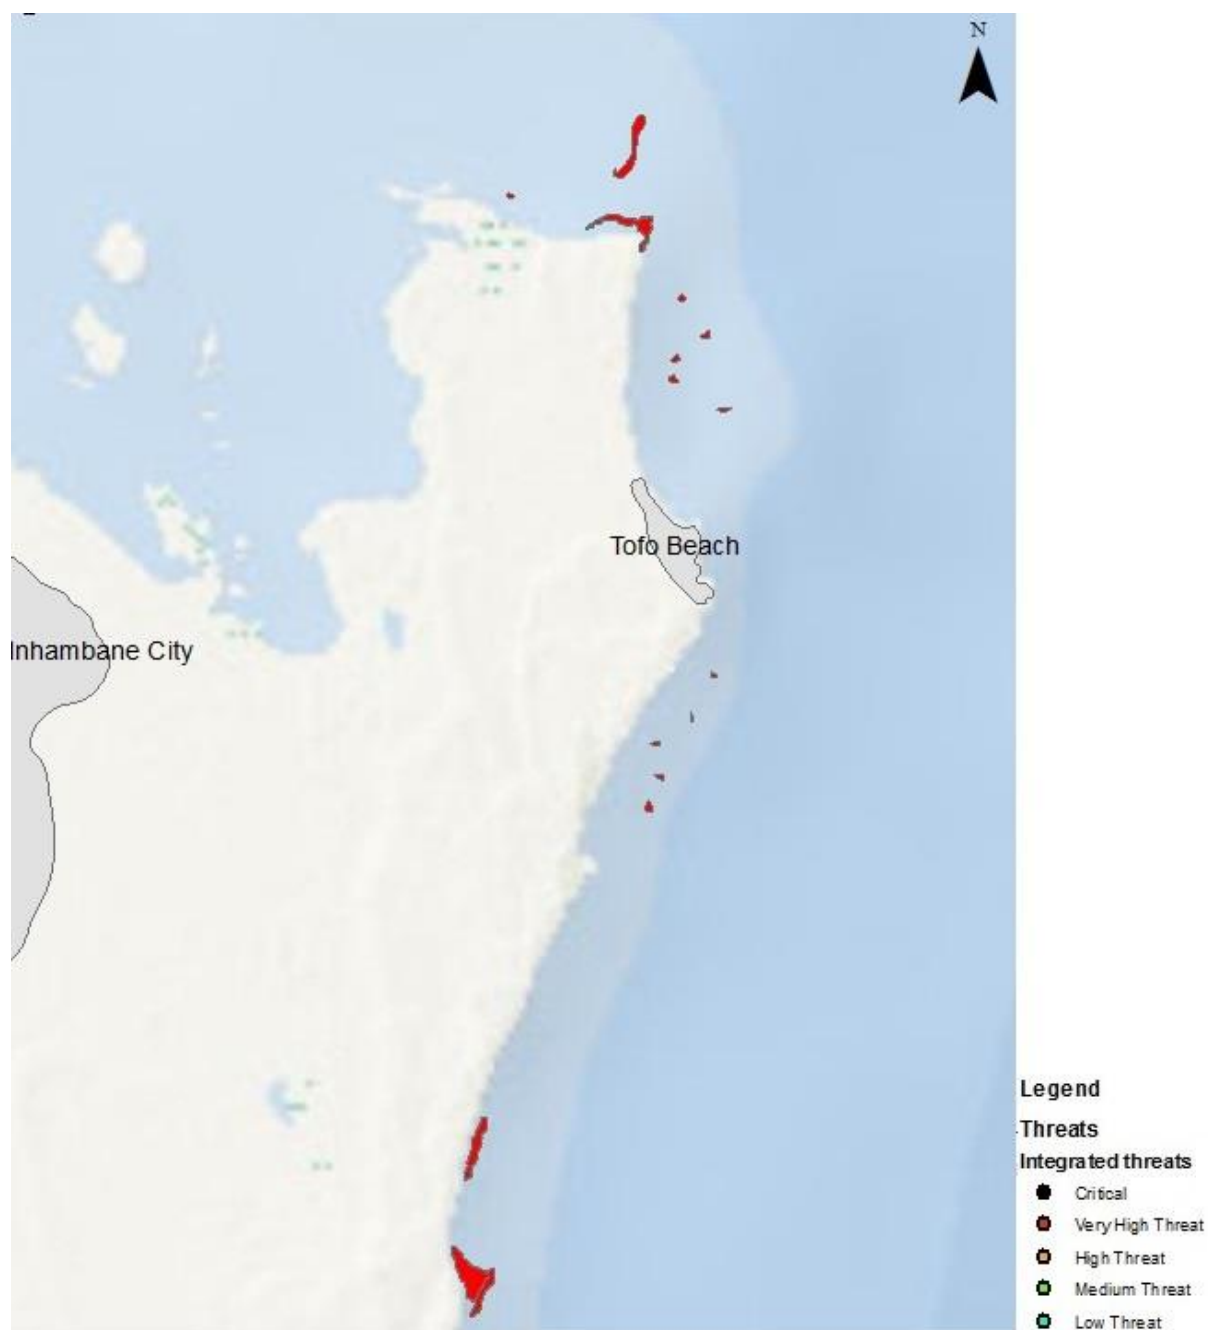 N
Tofo Beach
Inhambane City
Legend
Threats
Integrated threats
Critical
Very High Threat
High Threat
Medium Threat
Low Threat